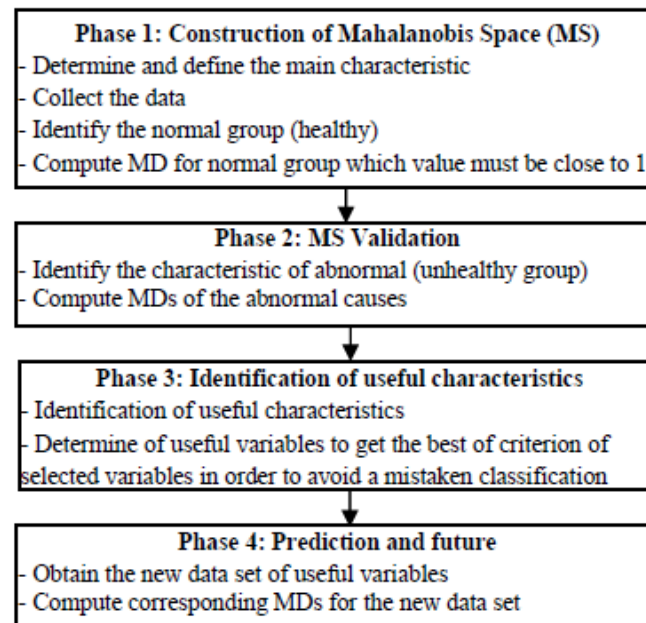 Phase 1: Construction of Mahalanobis Space (MS)
- Determine and define the main characteristic
- Collect the data
- Identify the normal group (healthy)
- Compute MD for normal group which value must be close to 1
Phase 2: MS Validation
- Identify the characteristic of abnormal (unhealthy group)
- Compute MDs of the abnormal causes
Phase 3: Identification of useful characteristics
- Identification of useful characteristics
- Determine of useful variables to get the best of criterion of
selected variables in order to avoid a mistaken classification
Phase 4: Prediction and future
- Obtain the new data set of useful variables
- Compute corresponding MDs for the new data set